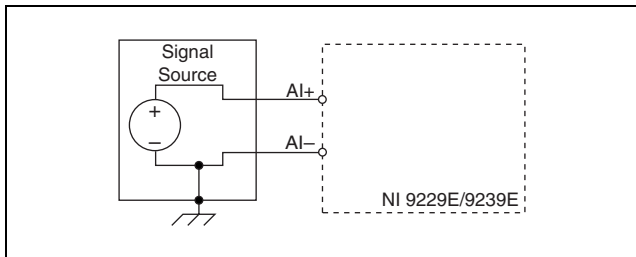 Signal
Source
AI+
+
–
AI–
NI 9229E/9239E